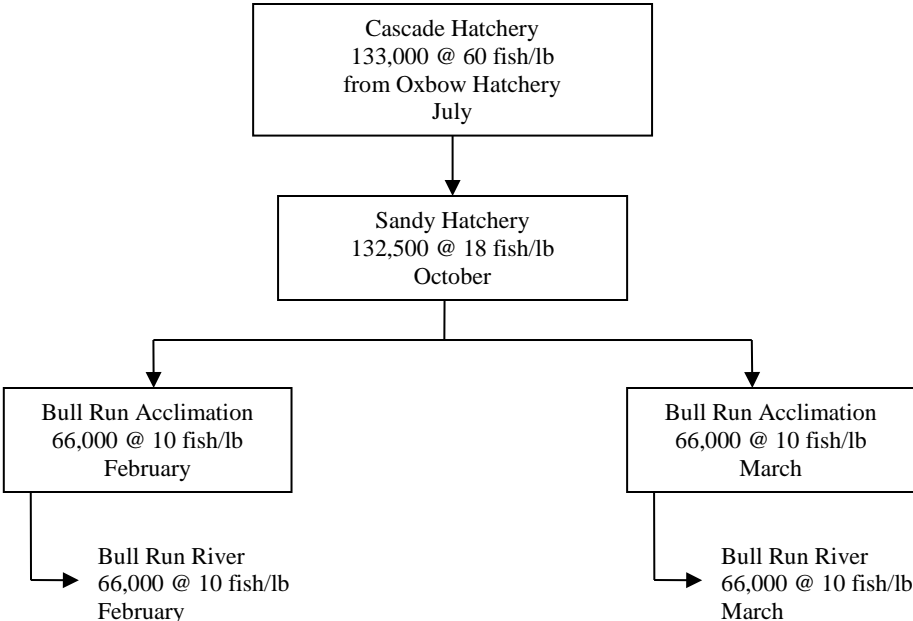 Cascade Hatchery
133,000 @ 60 fish/lb
from Oxbow Hatchery
July
Sandy Hatchery
132,500 @ 18 fish/lb
October
Bull Run Acclimation
66,000 @ 10 fish/lb
February
Bull Run Acclimation
66,000 @ 10 fish/lb
March
Bull Run River
66,000 @ 10 fish/lb
February
Bull Run River
66,000 @ 10 fish/lb
March